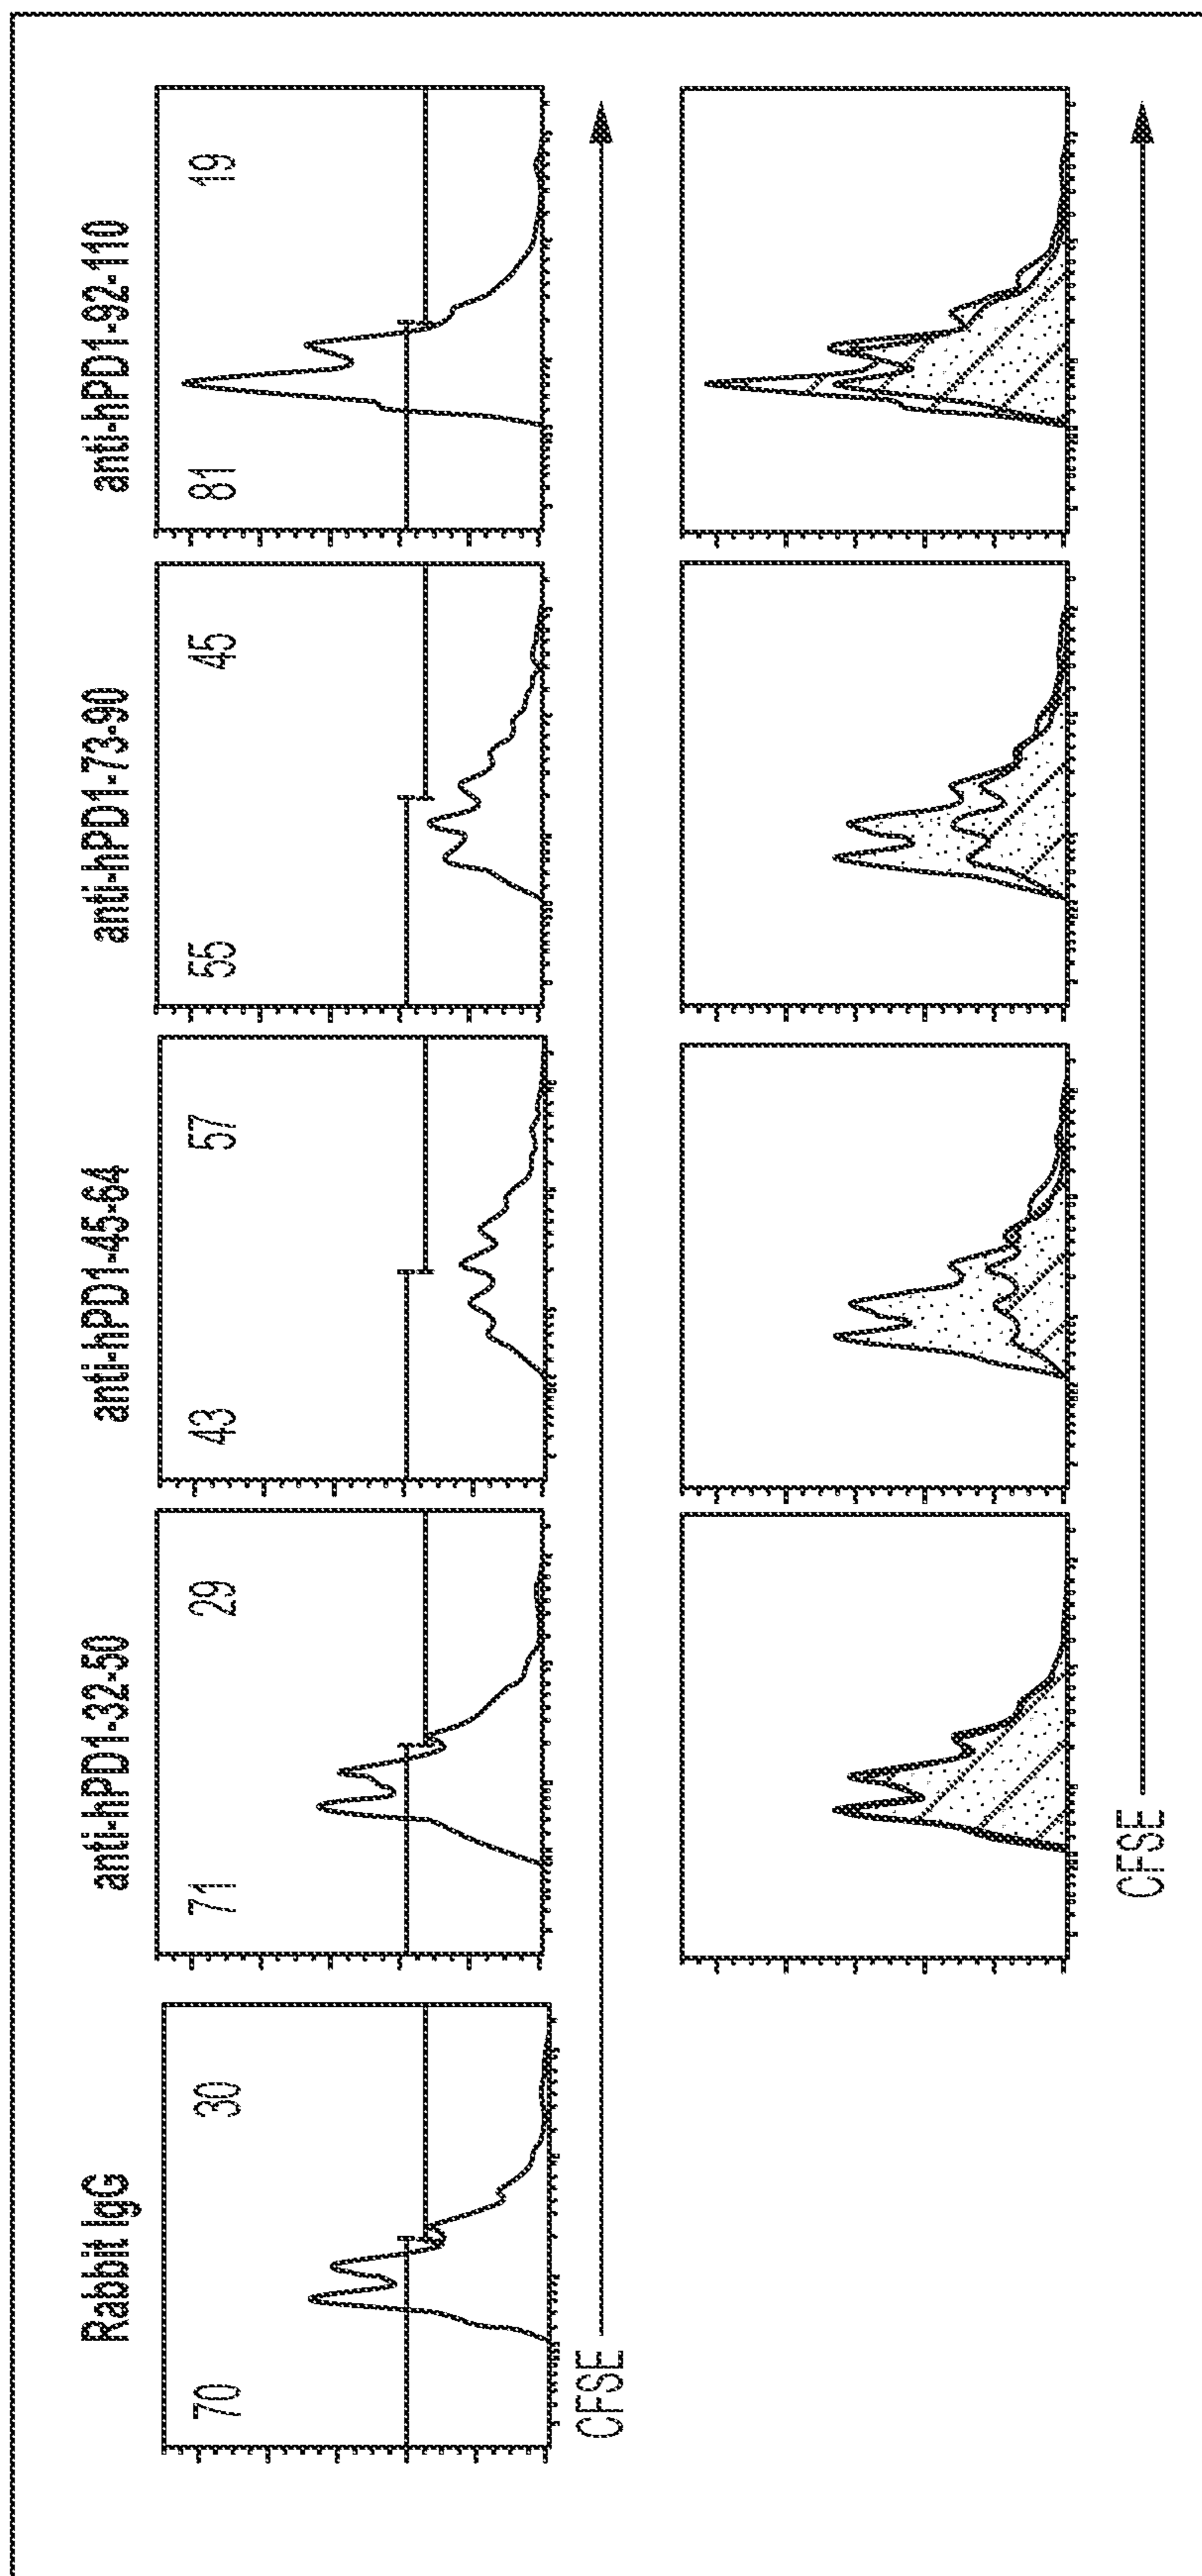 Rabbit IgG
70 30
anti-hPD1-32-50
71 29
anti-hPD1-45-64
43 57
anti-hPD1-73-90
55 45
anti-hPD1-92-110
81 19
CFSE
CFSE